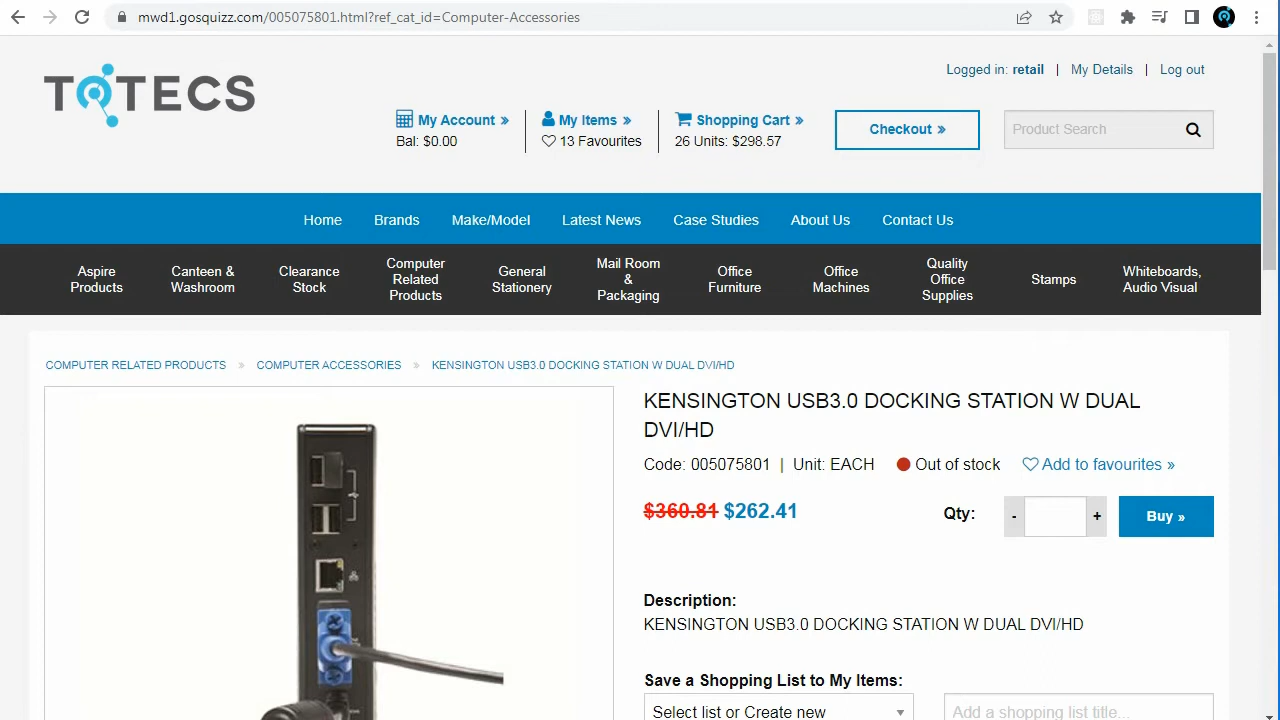 mwd1.gosquizz.com/005075801.html?ref_cat_id=Computer-Accessories
Logged in: retail | My Details | Log out
TOTECS
My Account »
Bal: $0.00
My Items »
13 Favourites
Shopping Cart »
26 Units: $298.57
Checkout »
Product Search
Home Brands Make/Model Latest News Case Studies About Us Contact Us
Aspire
Products
Canteen &
Washroom
Clearance
Stock
Computer
Related
Products
General
Stationery
Mail Room
&
Packaging
Office
Furniture
Office
Machines
Quality
Office
Supplies
Stamps
Whiteboards,
Audio Visual
COMPUTER RELATED PRODUCTS » COMPUTER ACCESSORIES » KENSINGTON USB3.0 DOCKING STATION W DUAL DVI/HD
KENSINGTON USB3.0 DOCKING STATION W DUAL
DVI/HD
Code: 005075801 | Unit: EACH Out of stock Add to favourites »
$360.81 $262.41 Qty: - + Buy »
Description:
KENSINGTON USB3.0 DOCKING STATION W DUAL DVI/HD
Save a Shopping List to My Items:
Select list or Create new Add a shopping list title...